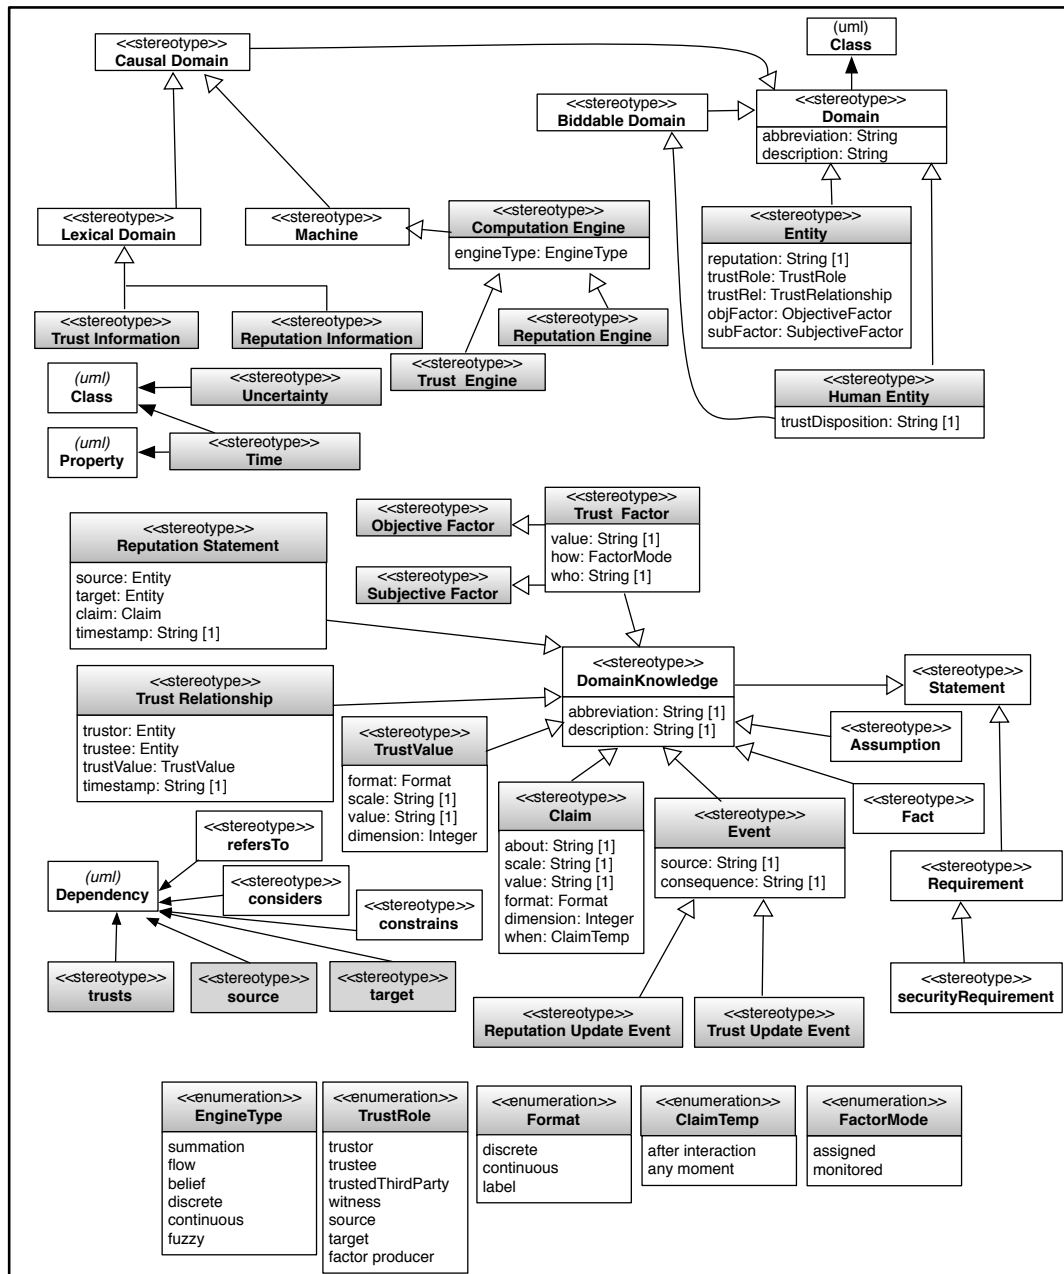 <<stereotype>>
Causal Domain
(uml)
Class
<<stereotype>>
Biddable Domain
<<stereotype>>
Domain
abbreviation: String
description: String
<<stereotype>>
Lexical Domain
<<stereotype>>
Machine
<<stereotype>>
Computation Engine
engineType: EngineType
<<stereotype>>
Entity
reputation: String [1]
trustRole: TrustRole
trustRel: TrustRelationship
objFactor: ObjectiveFactor
subFactor: SubjectiveFactor
<<stereotype>>
Trust Information
<<stereotype>>
Reputation Information
<<stereotype>>
Reputation Engine
<<stereotype>>
Trust Engine
(uml)
Class
<<stereotype>>
Uncertainty
<<stereotype>>
Human Entity
trustDisposition: String [1]
(uml)
Property
<<stereotype>>
Time
<<stereotype>>
Objective Factor
<<stereotype>>
Trust Factor
value: String [1]
how: FactorMode
who: String [1]
<<stereotype>>
Subjective Factor
<<stereotype>>
Reputation Statement
source: Entity
target: Entity
claim: Claim
timestamp: String [1]
<<stereotype>>
DomainKnowledge
abbreviation: String [1]
description: String [1]
<<stereotype>>
Statement
<<stereotype>>
Trust Relationship
trustor: Entity
trustee: Entity
trustValue: TrustValue
timestamp: String [1]
<<stereotype>>
TrustValue
format: Format
scale: String [1]
value: String [1]
dimension: Integer
<<stereotype>>
Assumption
<<stereotype>>
Claim
about: String [1]
scale: String [1]
value: String [1]
format: Format
dimension: Integer
when: ClaimTemp
<<stereotype>>
Event
source: String [1]
consequence: String [1]
<<stereotype>>
Fact
<<stereotype>>
refersTo
(uml)
Dependency
<<stereotype>>
considers
<<stereotype>>
constrains
<<stereotype>>
Requirement
<<stereotype>>
trusts
<<stereotype>>
source
<<stereotype>>
target
<<stereotype>>
securityRequirement
<<stereotype>>
Reputation Update Event
<<stereotype>>
Trust Update Event
<<enumeration>>
EngineType
summation
flow
belief
discrete
continuous
fuzzy
<<enumeration>>
TrustRole
trustor
trustee
trustedThirdParty
witness
source
target
factor producer
<<enumeration>>
Format
discrete
continuous
label
<<enumeration>>
ClaimTemp
after interaction
any moment
<<enumeration>>
FactorMode
assigned
monitored